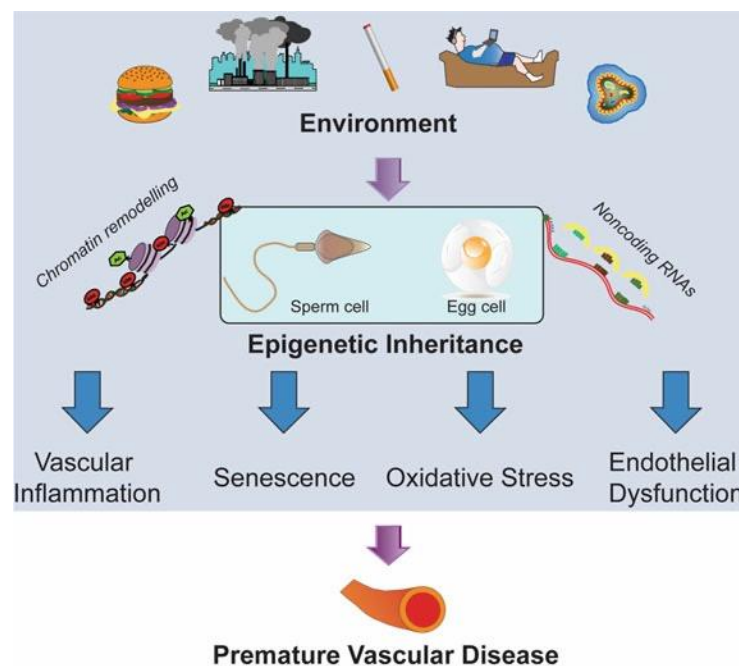 Environment
Chromatin remodelling
Noncoding RNAs
Sperm cell
Egg cell
Epigenetic Inheritance
Vascular
Inflammation
Senescence
Oxidative Stress
Endothelial
Dysfunction
Premature Vascular Disease